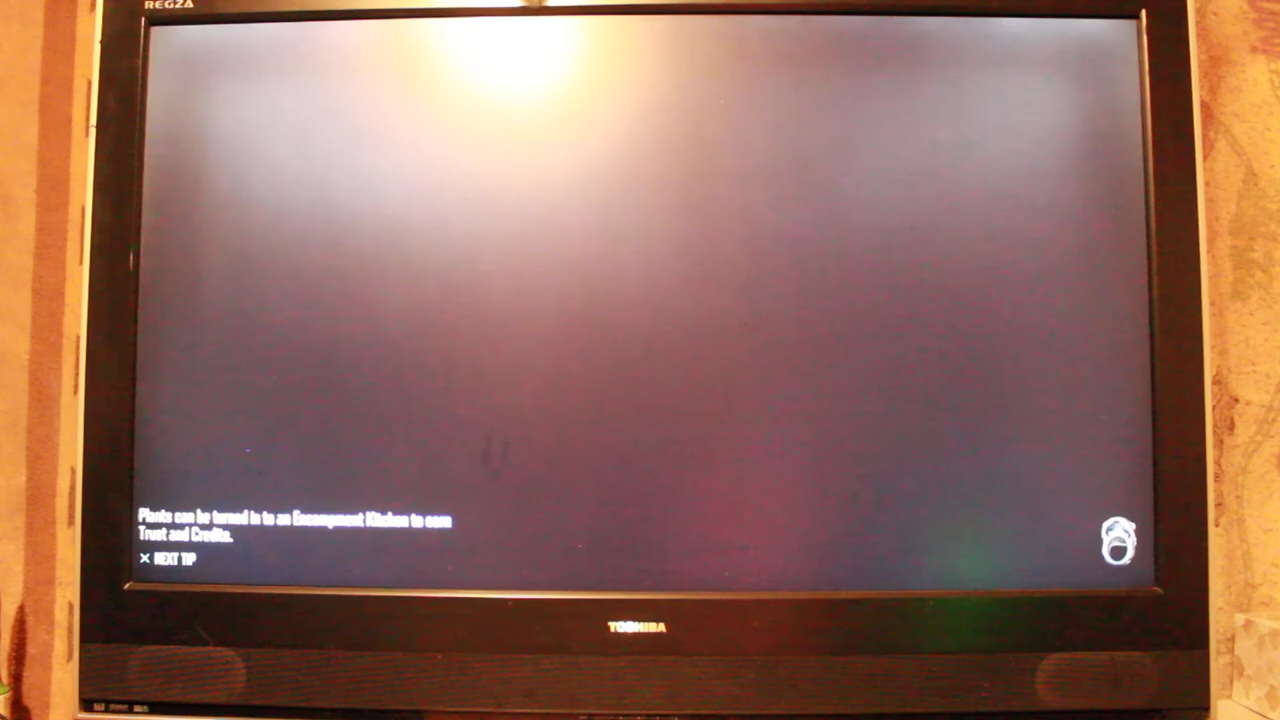 REGZA
Plants can be turned in to an Encampment Kitchen to earn
Trust and Credits.
✕ NEXT TIP
TOSHIBA